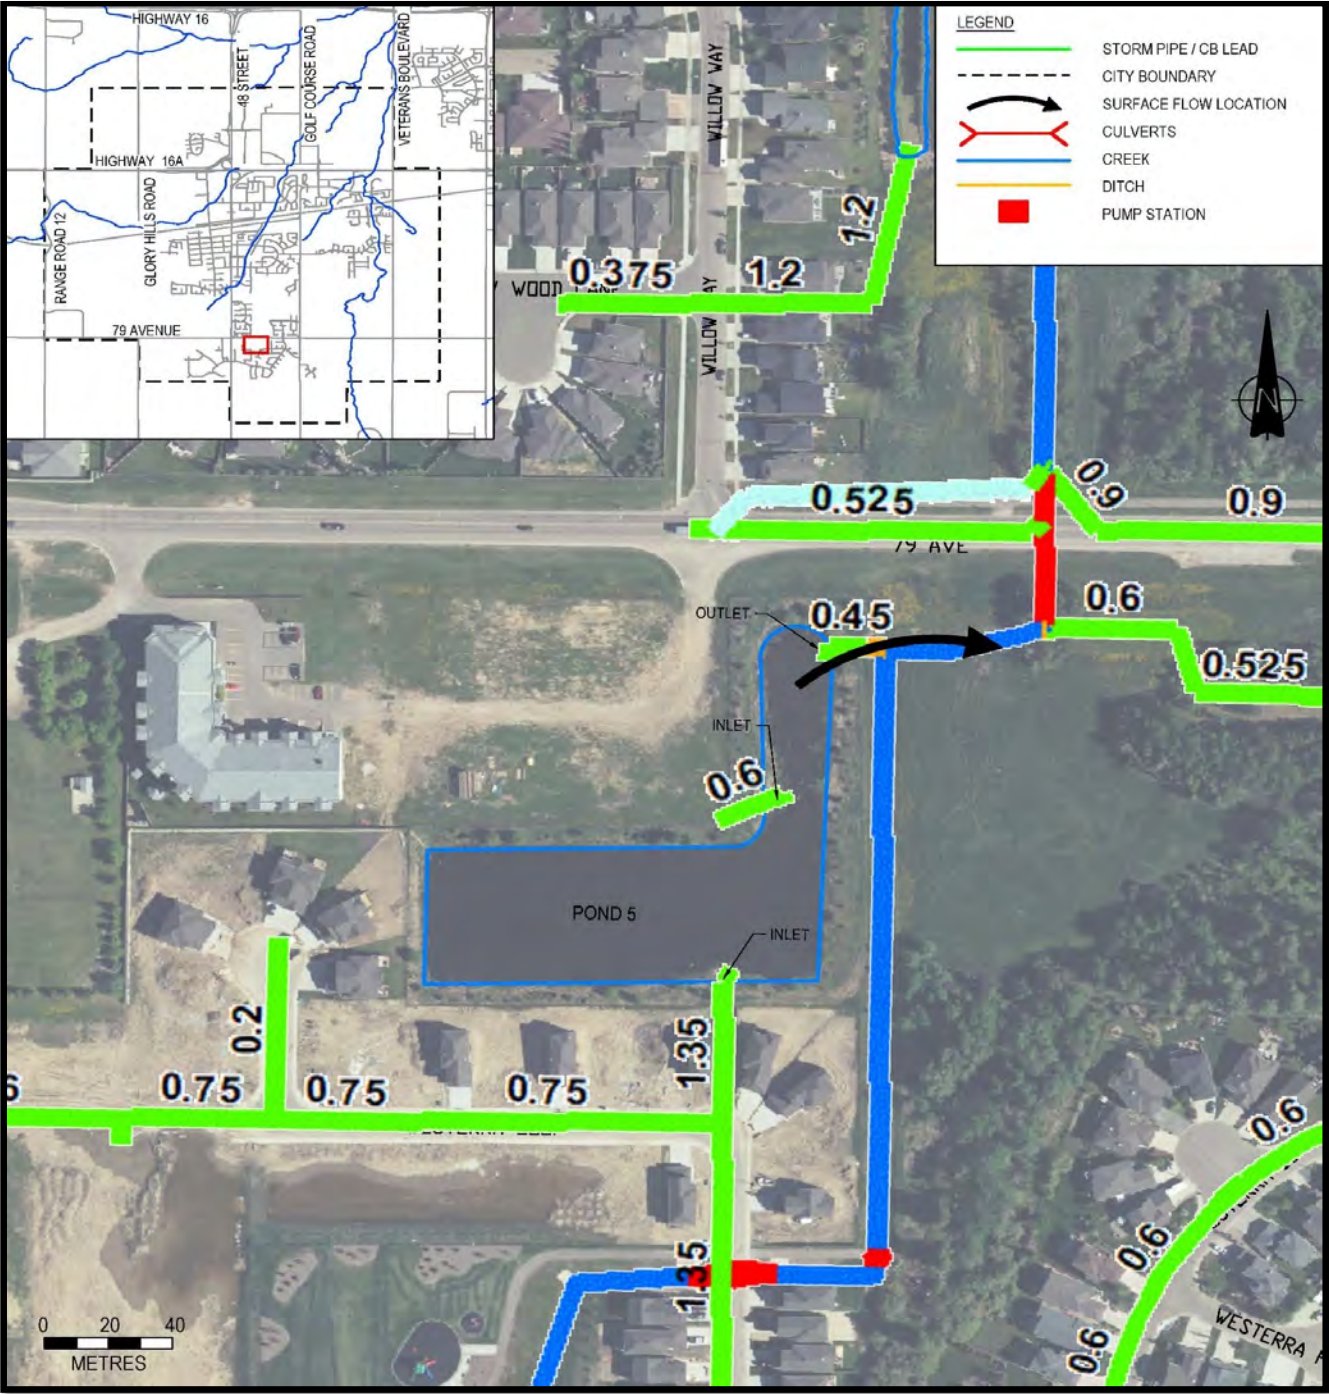 HIGHWAY 16
48 STREET
GOLF COURSE ROAD
VETERANS BOULEVARD
HIGHWAY 16A
RANGE ROAD 12
GLORY HILLS ROAD
79 AVENUE
LEGEND
STORM PIPE / CB LEAD
CITY BOUNDARY
SURFACE FLOW LOCATION
CULVERTS
CREEK
DITCH
PUMP STATION
N
WILLOW WAY
1.2
0.375
1.2
WOOD
WILLOW
0.525
0.9
0.9
79 AVE
OUTLET
0.45
0.6
0.525
INLET
0.6
POND 5
INLET
0.2
1.35
0.75
0.75
0.75
0.6
0.6
0.6
1.35
WESTERRA
0 20 40
METRES